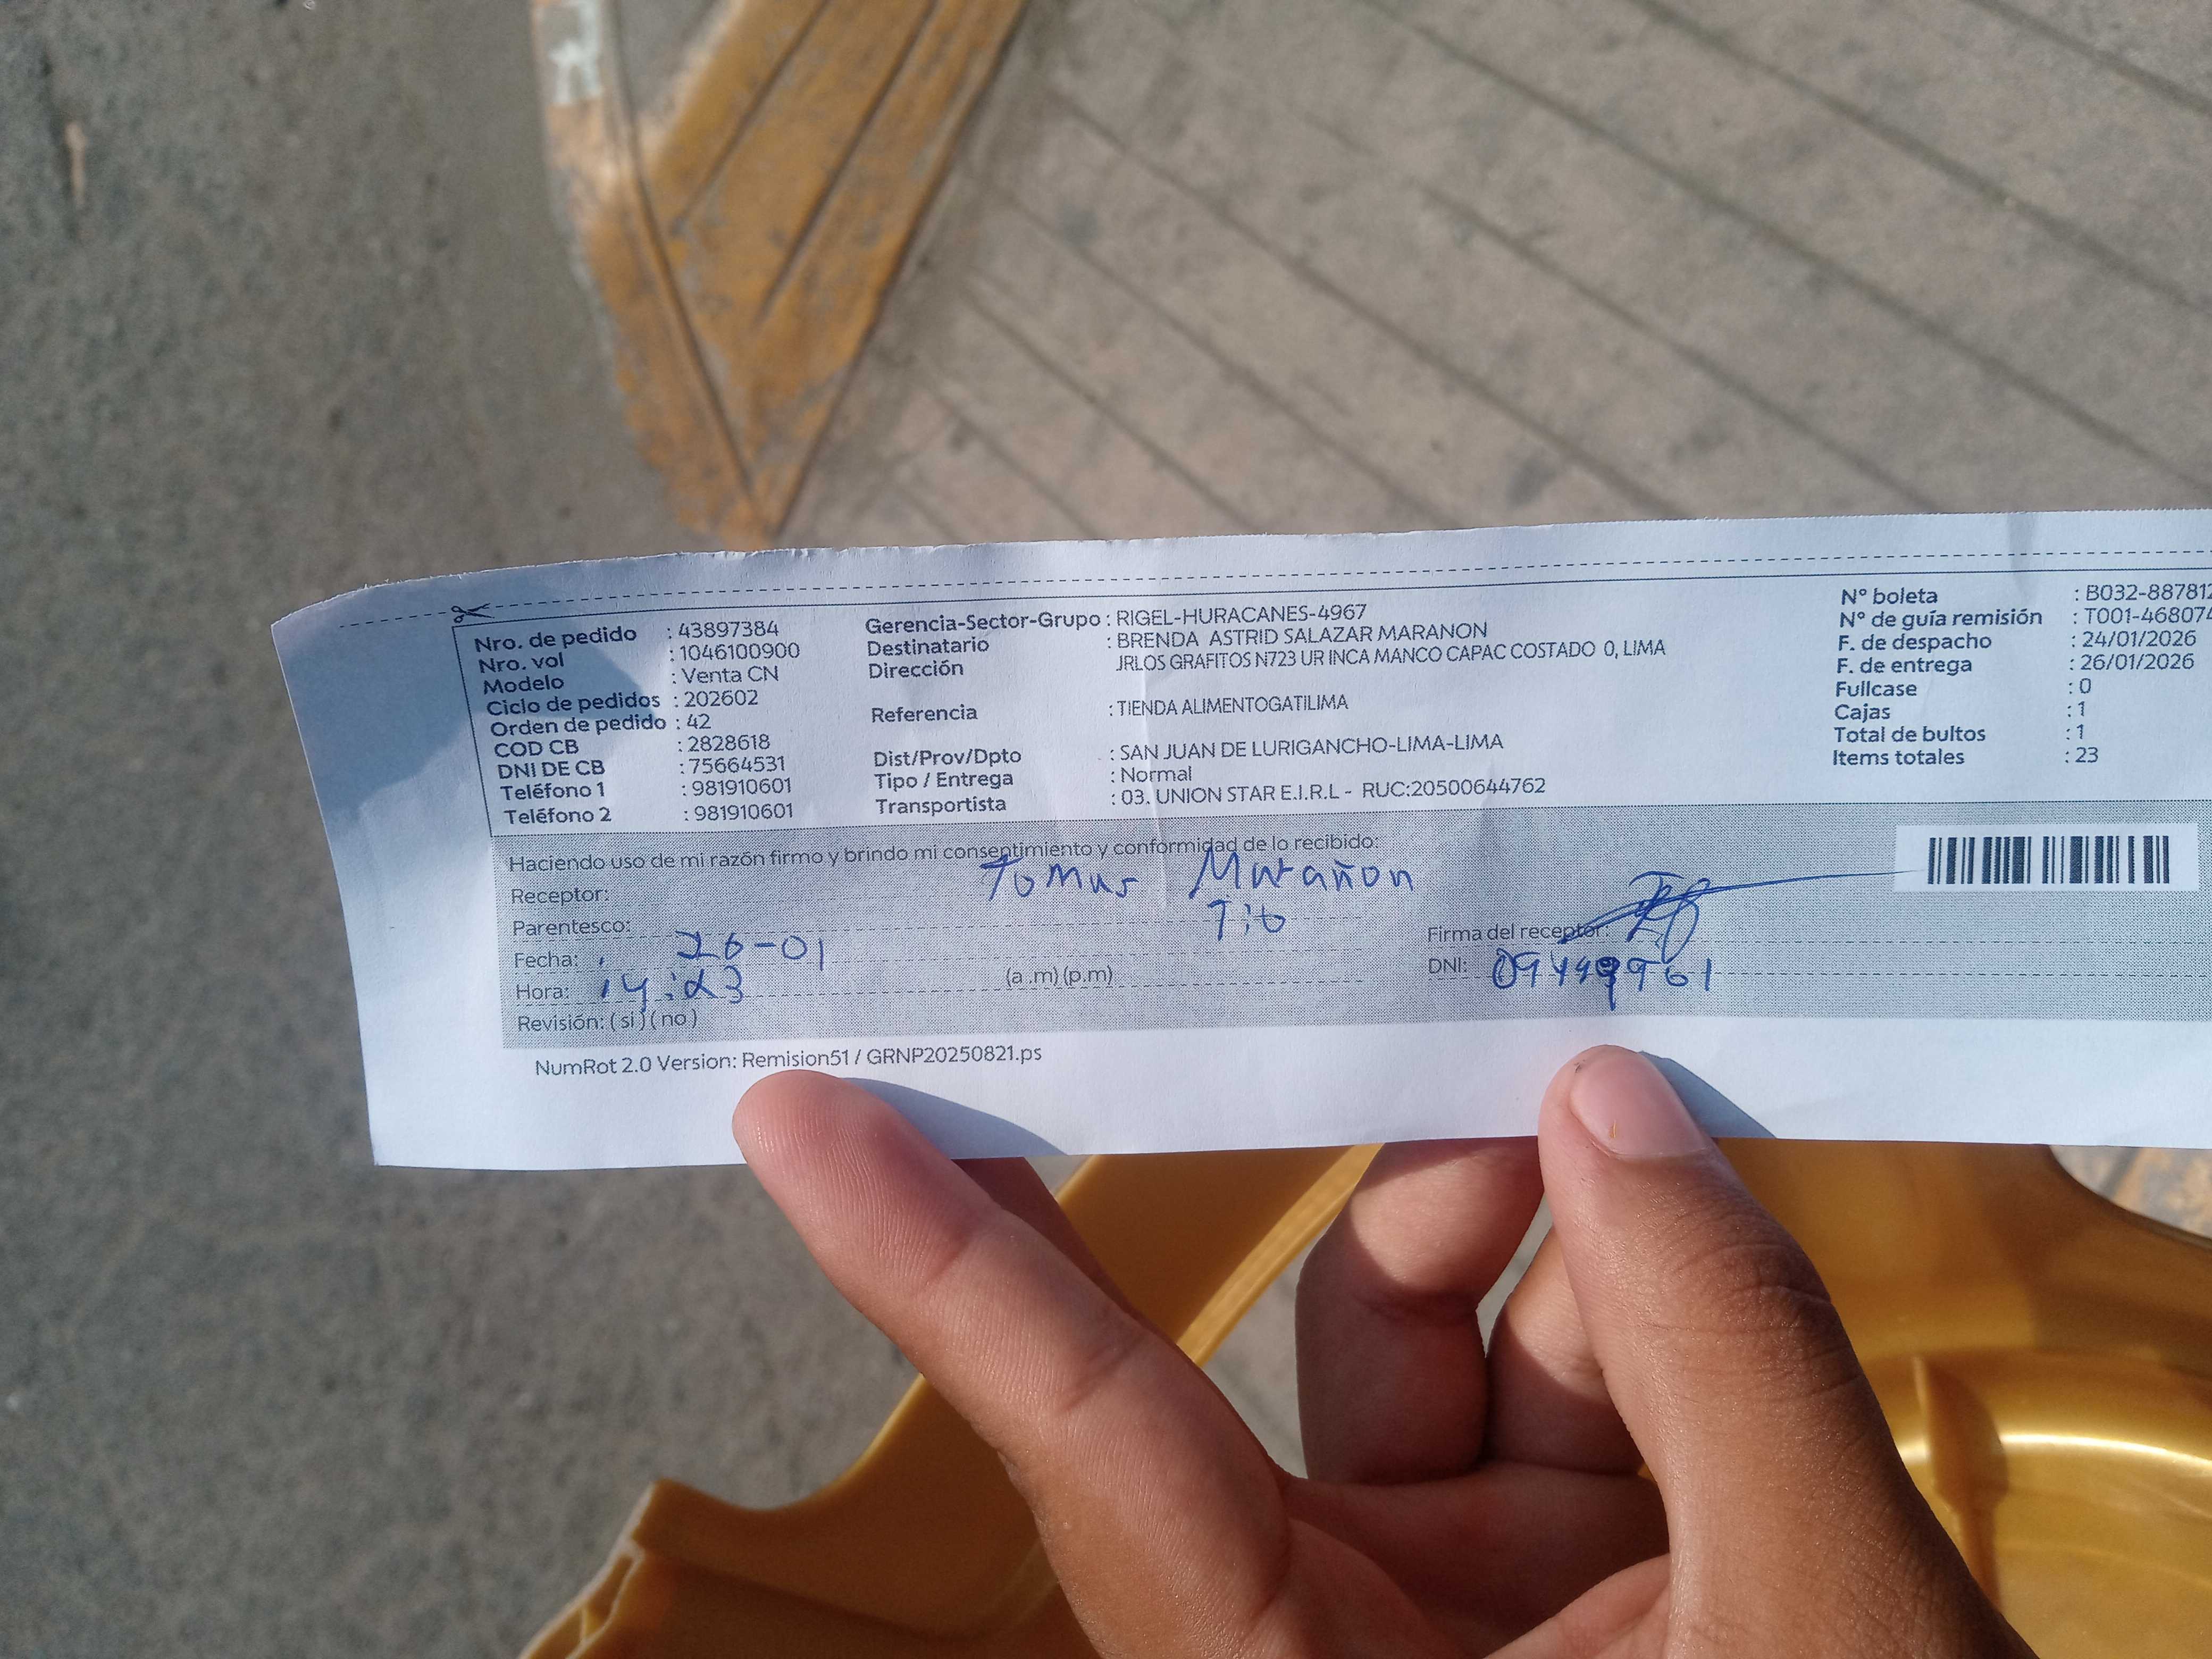 Nro. de pedido : 43897384
Nro. vol : 1046100900
Modelo : Venta CN
Ciclo de pedidos : 202602
Orden de pedido : 42
COD CB : 2828618
DNI DE CB : 75664531
Teléfono 1 : 981910601
Teléfono 2 : 981910601
Gerencia-Sector-Grupo : RIGEL-HURACANES-4967
Destinatario : BRENDA ASTRID SALAZAR MARANON
Dirección JRLOS GRAFITOS N723 UR INCA MANCO CAPAC COSTADO 0, LIMA
Referencia : TIENDA ALIMENTOGATILIMA
Dist/Prov/Dpto : SAN JUAN DE LURIGANCHO-LIMA-LIMA
Tipo / Entrega : Normal
Transportista : 03. UNION STAR E.I.R.L - RUC:20500644762
N° boleta : B032-887812
N° de guía remisión : T001-468074
F. de despacho : 24/01/2026
F. de entrega : 26/01/2026
Fullcase : 0
Cajas : 1
Total de bultos : 1
Items totales : 23
Haciendo uso de mi razón firmo y brindo mi consentimiento y conformidad de lo recibido:
Receptor: Tomas Marañon
Parentesco: Tio
Firma del receptor:
Fecha: 26-01
DNI:
Hora: 14:23 (a.m) (p.m)
Revisión: ( si ) ( no )
NumRot 2.0 Version: Remision51 / GRNP20250821.ps